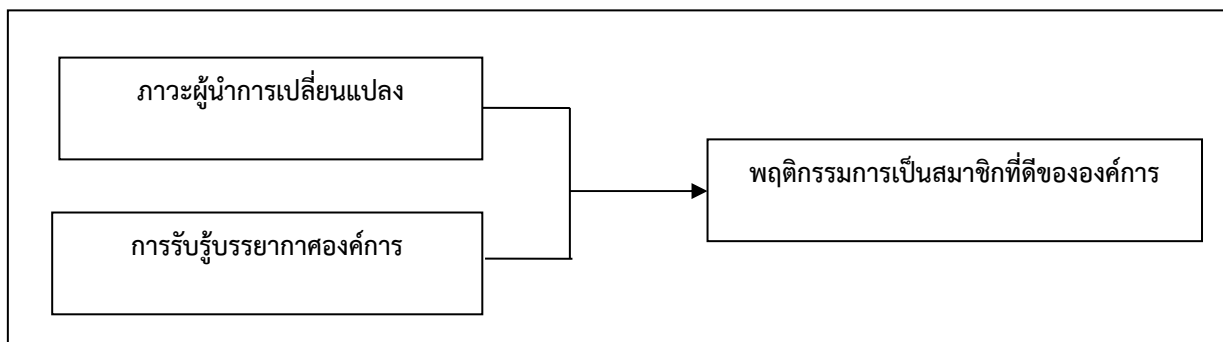 ภาวะผู้นำการเปลี่ยนแปลง
การรับรู้บรรยากาศองค์การ
พฤติกรรมการเป็นสมาชิกที่ดีขององค์การ